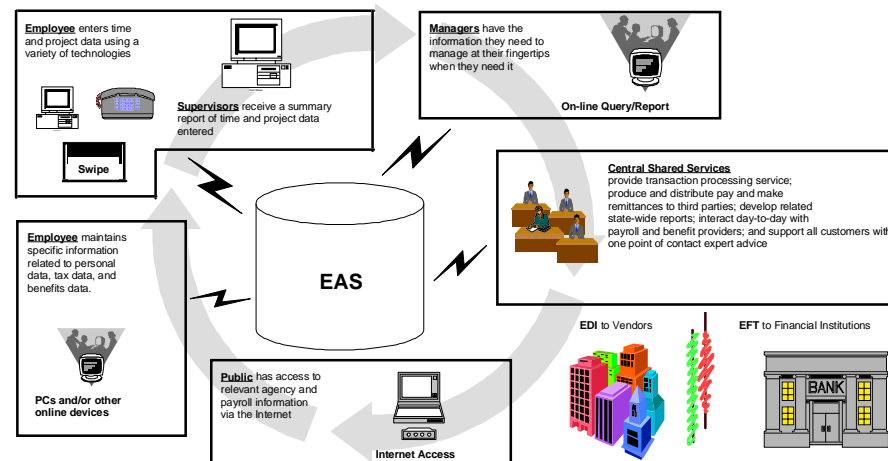 Employee enters time
and project data using a
variety of technologies
Supervisors receive a summary
report of time and project data
entered
Swipe
Managers have the
information they need to
manage at their fingertips
when they need it
On-line Query/Report
Central Shared Services
provide transaction processing service;
produce and distribute pay and make
remittances to third parties; develop related
state-wide reports; interact day-to-day with
payroll and benefit providers; and support all customers with
one point of contact expert advice
Employee maintains
specific information
related to personal
data, tax data, and
benefits data.
PCs and/or other
online devices
EAS
Public has access to
relevant agency and
payroll information
via the Internet
Internet Access
EDI to Vendors
EFT to Financial Institutions
BANK